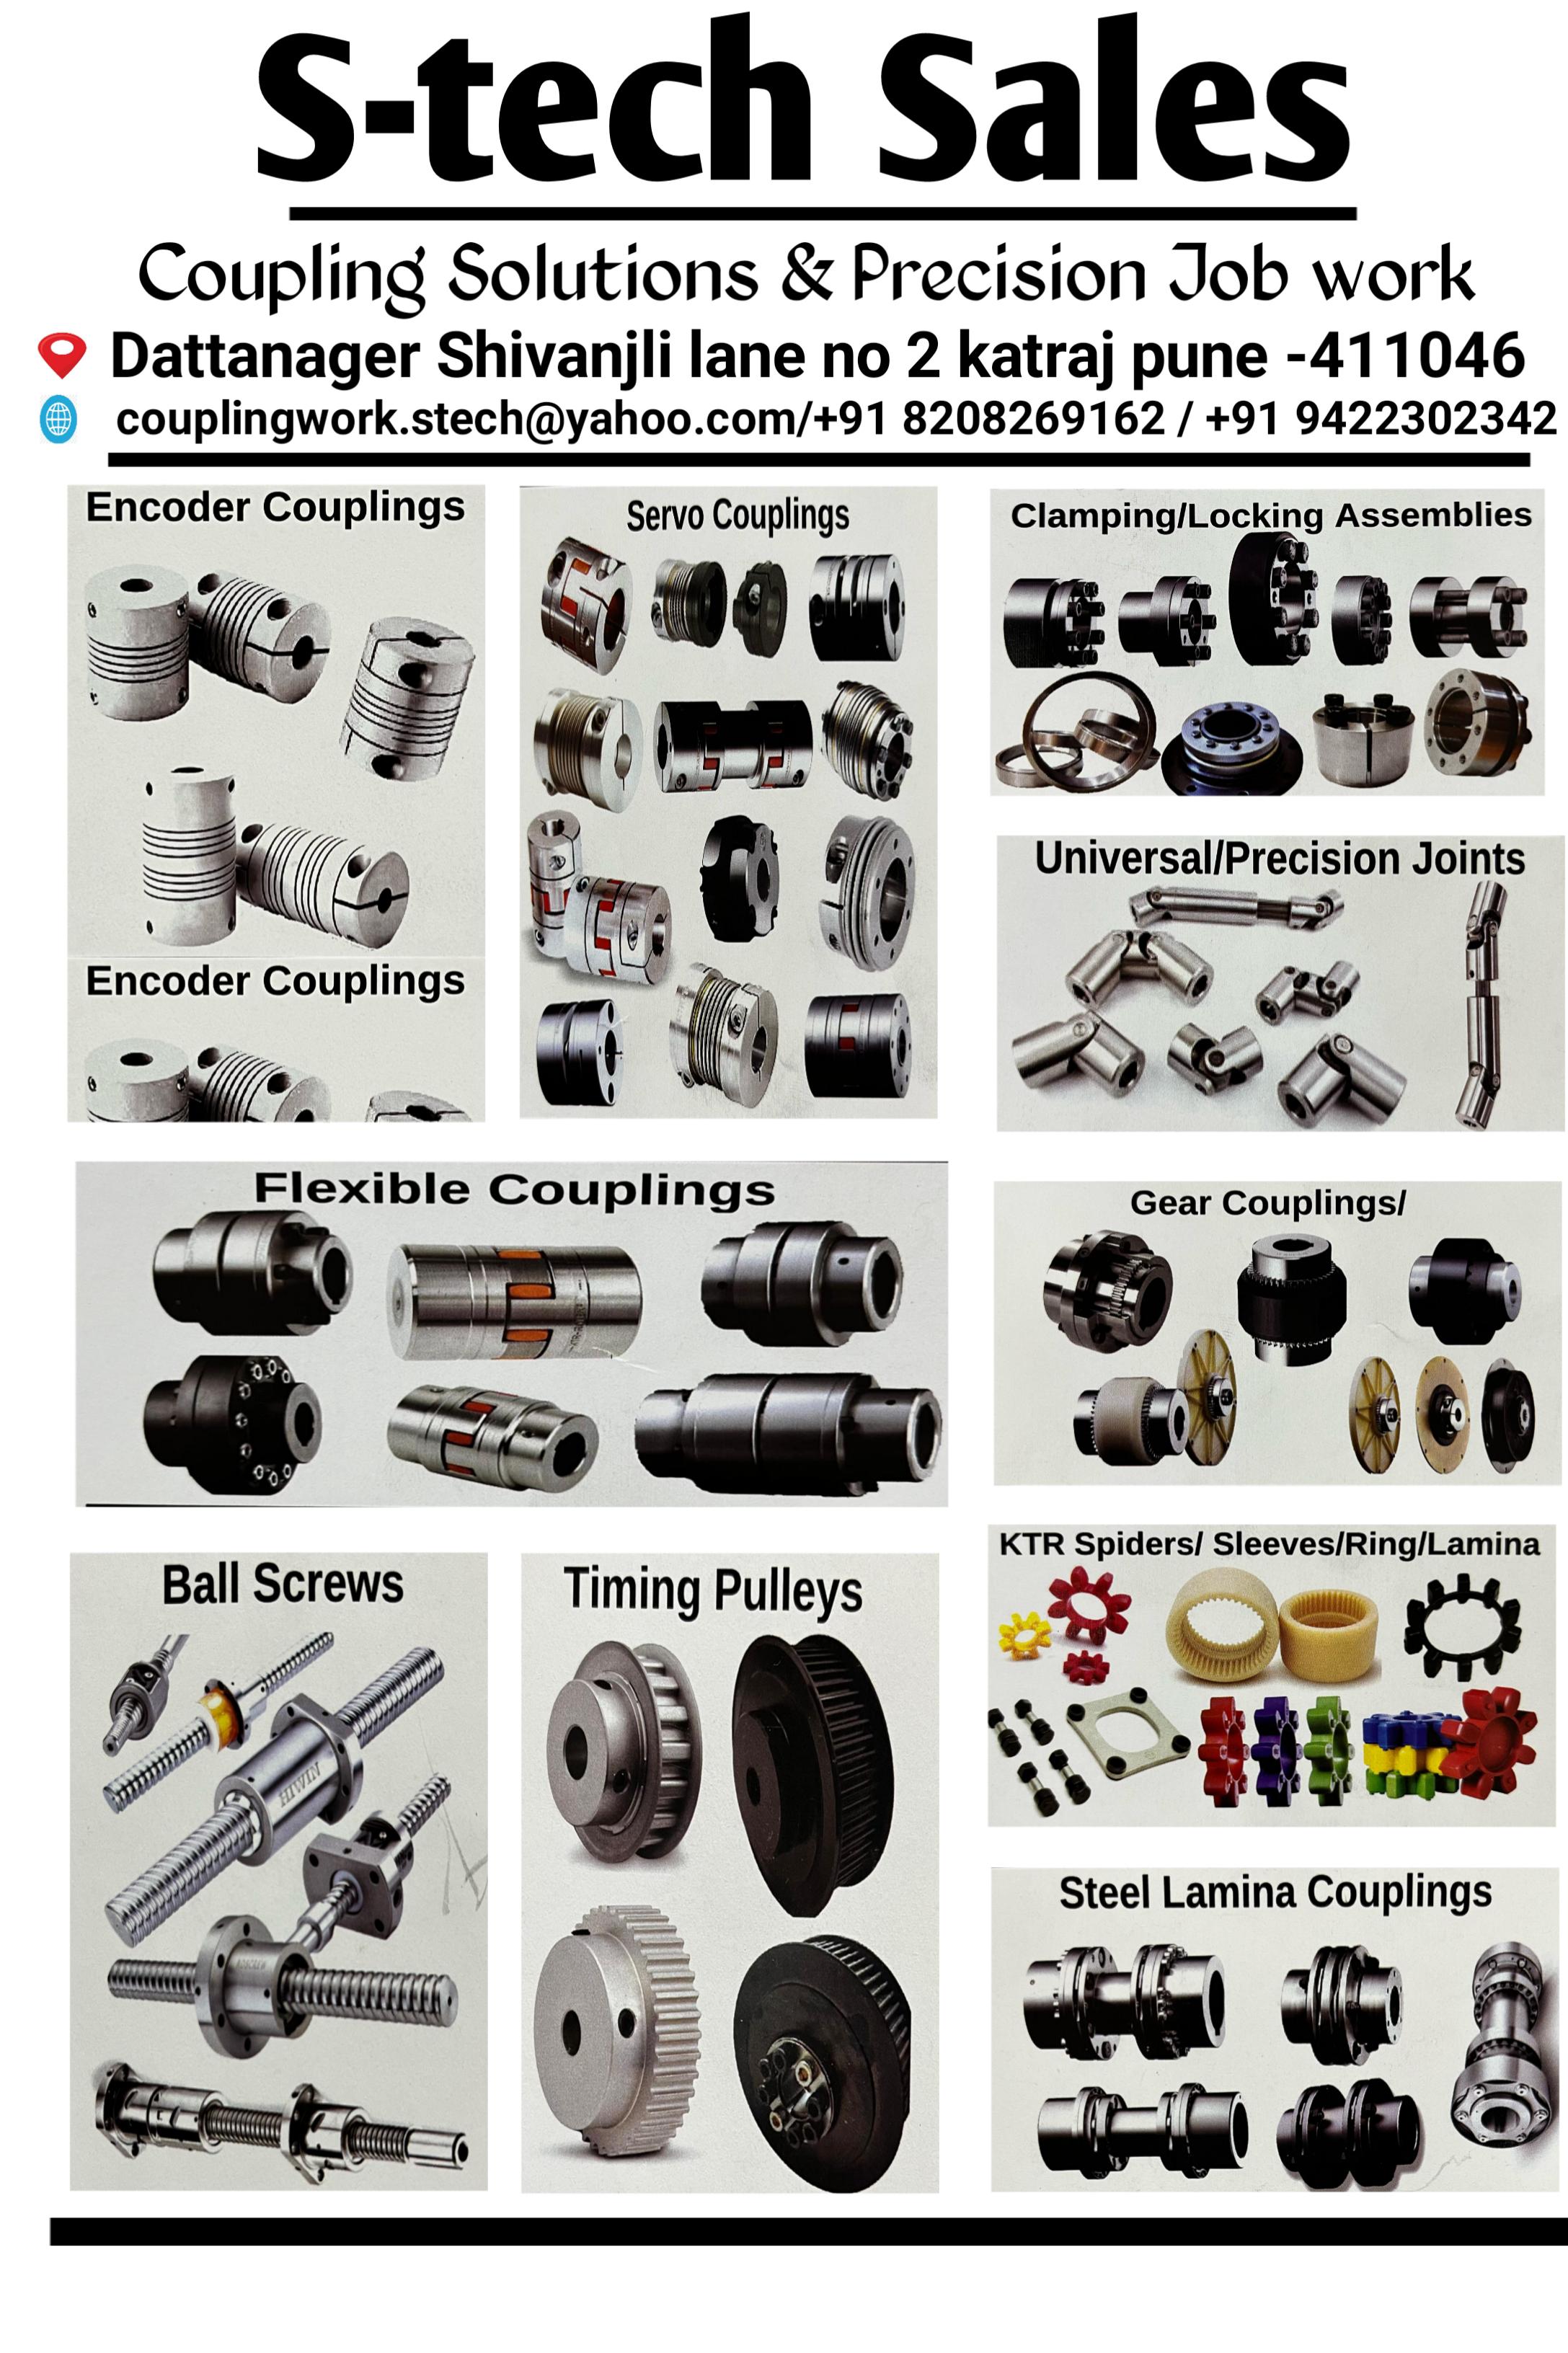 S-tech Sales
Coupling Solutions & Precision Job work
Dattanager Shivanjli lane no 2 katraj pune -411046
couplingwork.stech@yahoo.com/+91 8208269162 / +91 9422302342
Encoder Couplings
Servo Couplings
Clamping/Locking Assemblies
Universal/Precision Joints
Encoder Couplings
Flexible Couplings
Gear Couplings/
KTR Spiders/ Sleeves/Ring/Lamina
Ball Screws
HIWIN
Timing Pulleys
Steel Lamina Couplings